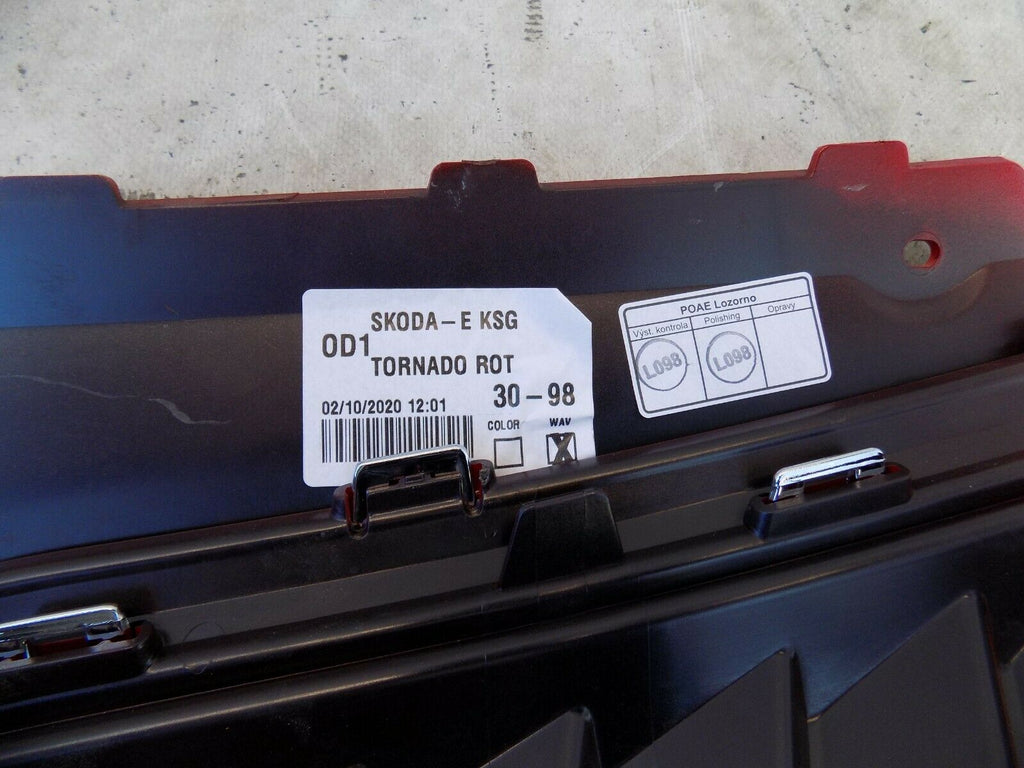 SKODA-E KSG
OD1
TORNADO ROT
30-98
02/10/2020 12:01
COLOR
WAV
X
POAE Lozorno
Výst. kontrola
Polishing
Opravy
L098
L098